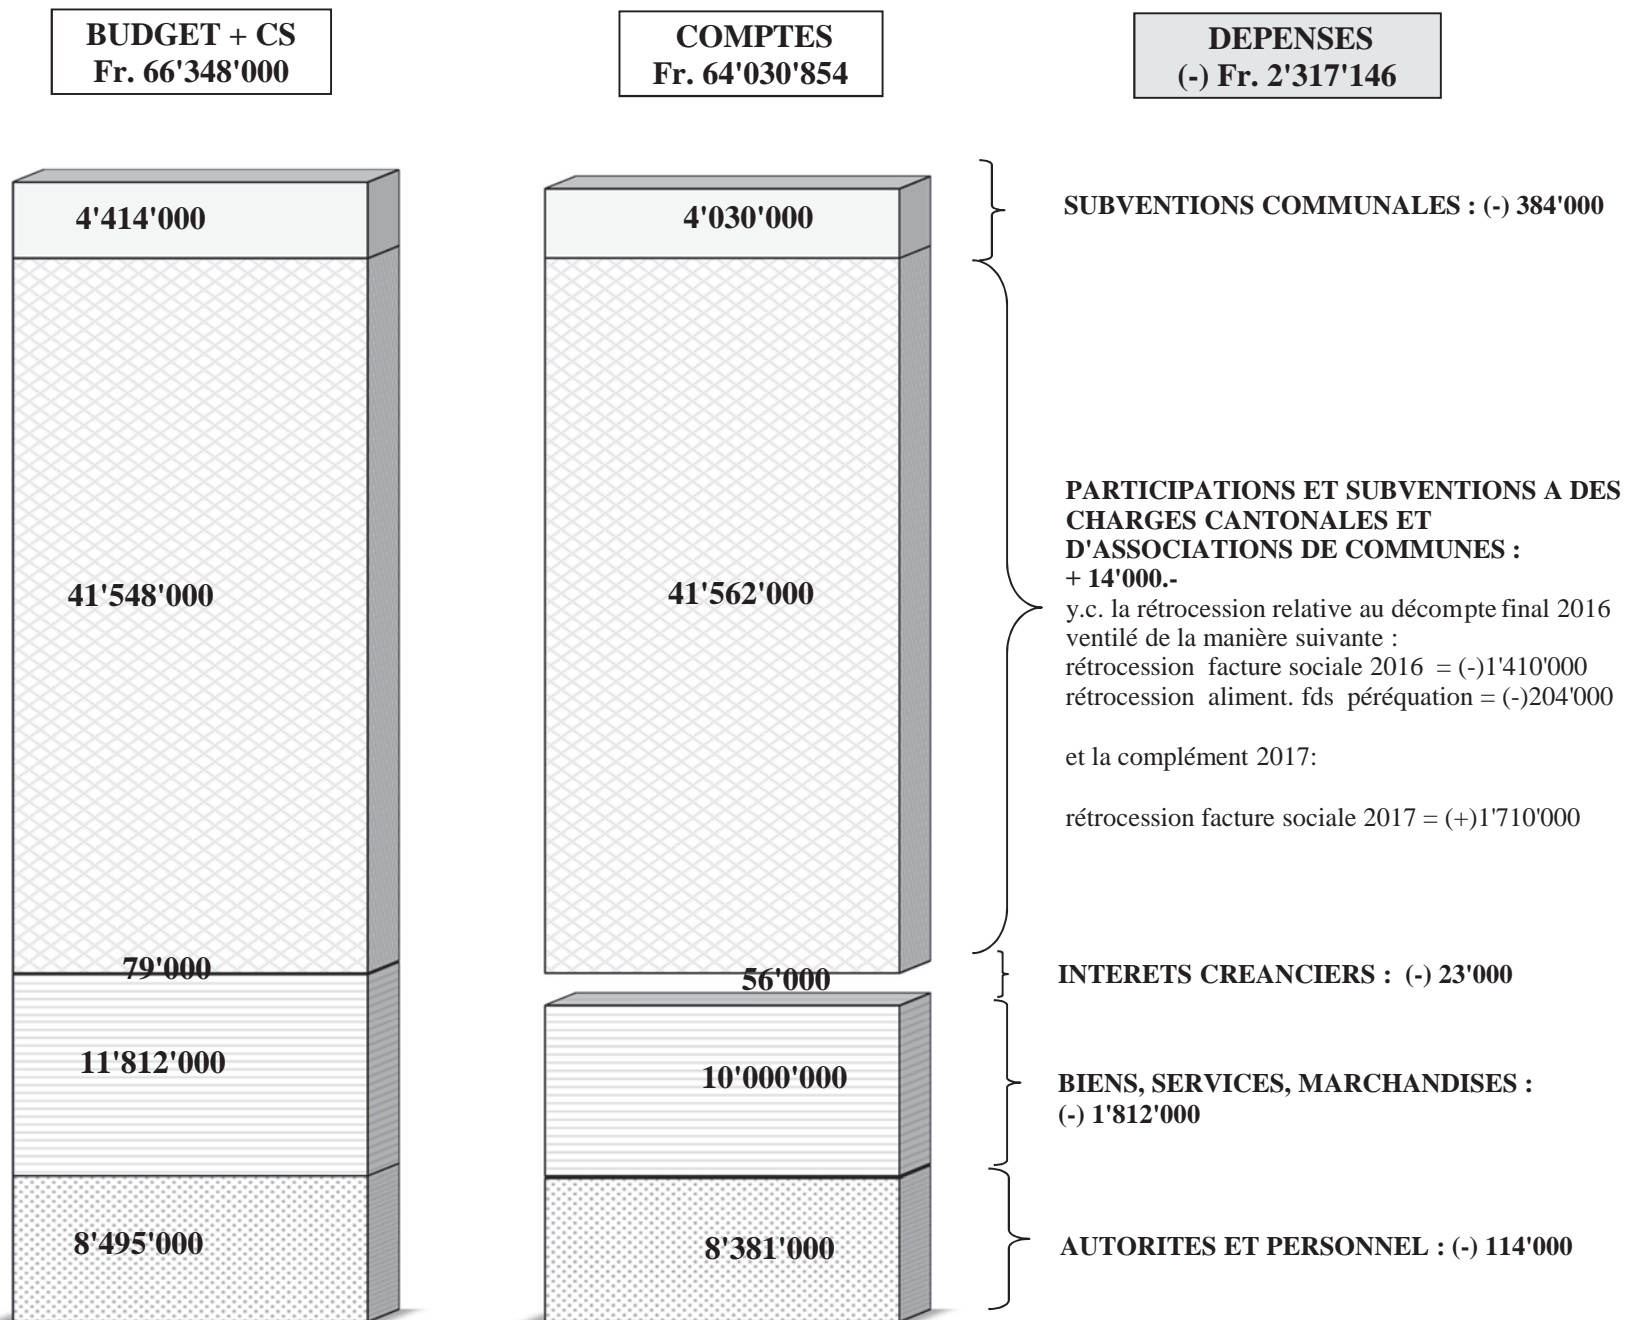 BUDGET + CS
Fr. 66'348'000
COMPTES
Fr. 64'030'854
DEPENSES
(-) Fr. 2'317'146
4'414'000
4'030'000
SUBVENTIONS COMMUNALES : (-) 384'000
41'548'000
41'562'000
PARTICIPATIONS ET SUBVENTIONS A DES
CHARGES CANTONALES ET
D'ASSOCIATIONS DE COMMUNES :
+ 14'000.-
y.c. la rétrocession relative au décompte final 2016
ventilé de la manière suivante :
rétrocession facture sociale 2016 = (-)1'410'000
rétrocession aliment. fds péréquation = (-)204'000
et la complément 2017:
rétrocession facture sociale 2017 = (+)1'710'000
79'000
56'000
INTERETS CREANCIERS : (-) 23'000
11'812'000
10'000'000
BIENS, SERVICES, MARCHANDISES :
(-) 1'812'000
8'495'000
8'381'000
AUTORITES ET PERSONNEL : (-) 114'000